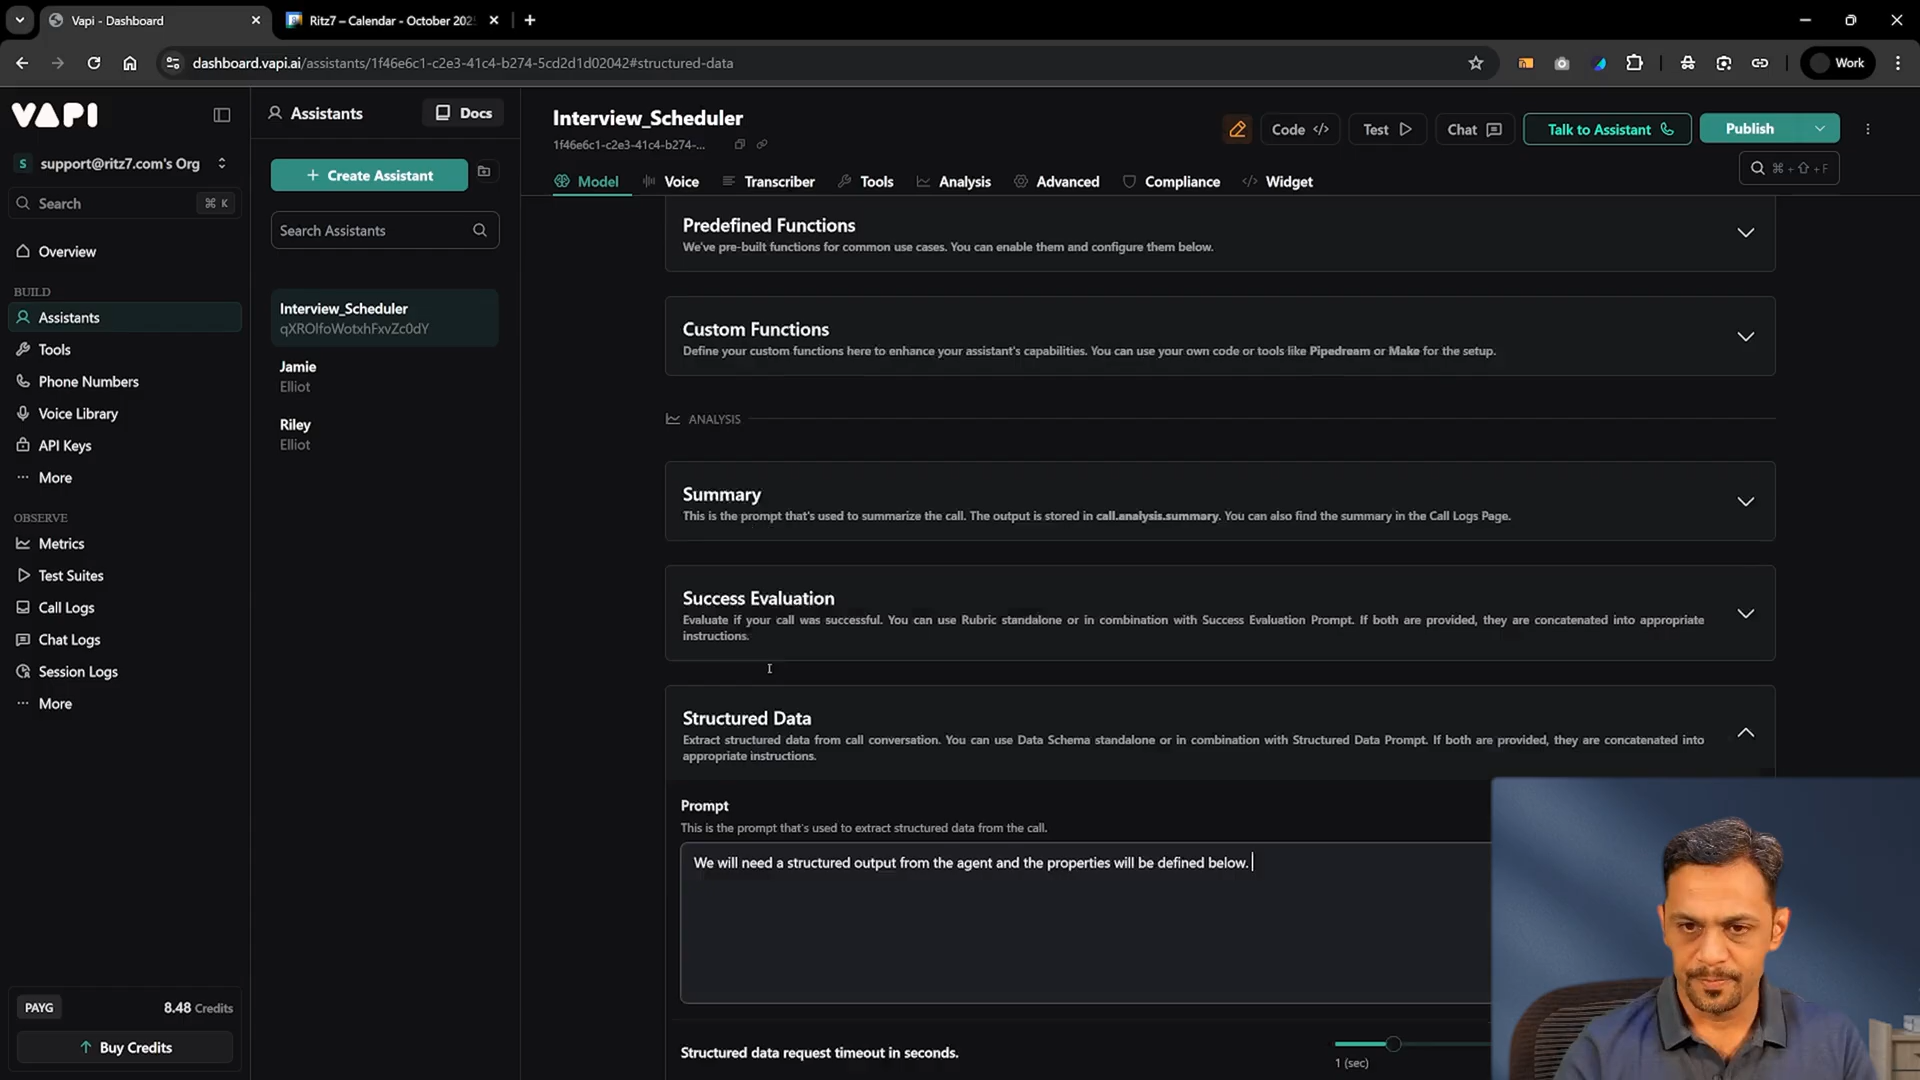 Vapi - Dashboard
Ritz7 – Calendar - October 202
dashboard.vapi.ai/assistants/1f46e6c1-c2e3-41c4-b274-5cd2d1d02042#structured-data
Work
VAPI
S support@ritz7.com's Org
Search ⌘ K
Overview
BUILD
Assistants
Tools
Phone Numbers
Voice Library
API Keys
More
OBSERVE
Metrics
Test Suites
Call Logs
Chat Logs
Session Logs
More
PAYG 8.48 Credits
Buy Credits
Assistants
Docs
Create Assistant
Search Assistants
Interview_Scheduler
qXROlfoWotxhFxvZc0dY
Jamie
Elliot
Riley
Elliot
Interview_Scheduler
1f46e6c1-c2e3-41c4-b274-...
Code
Test
Chat
Talk to Assistant
Publish
⌘ + ⇧ + F
Model
Voice
Transcriber
Tools
Analysis
Advanced
Compliance
Widget
Predefined Functions
We've pre-built functions for common use cases. You can enable them and configure them below.
Custom Functions
Define your custom functions here to enhance your assistant's capabilities. You can use your own code or tools like Pipedream or Make for the setup.
ANALYSIS
Summary
This is the prompt that's used to summarize the call. The output is stored in call.analysis.summary. You can also find the summary in the Call Logs Page.
Success Evaluation
Evaluate if your call was successful. You can use Rubric standalone or in combination with Success Evaluation Prompt. If both are provided, they are concatenated into appropriate
instructions.
Structured Data
Extract structured data from call conversation. You can use Data Schema standalone or in combination with Structured Data Prompt. If both are provided, they are concatenated into
appropriate instructions.
Prompt
This is the prompt that's used to extract structured data from the call.
We will need a structured output from the agent and the properties will be defined below.
Structured data request timeout in seconds.
1 (sec)